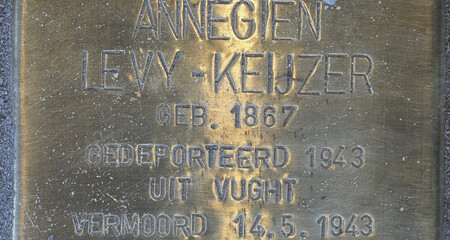 ANNEGIEN
LEVY-KEIJZER
GEB. 1867
GEDEPORTEERD 1943
UIT VUGHT
VERMOORD 14.5.1943